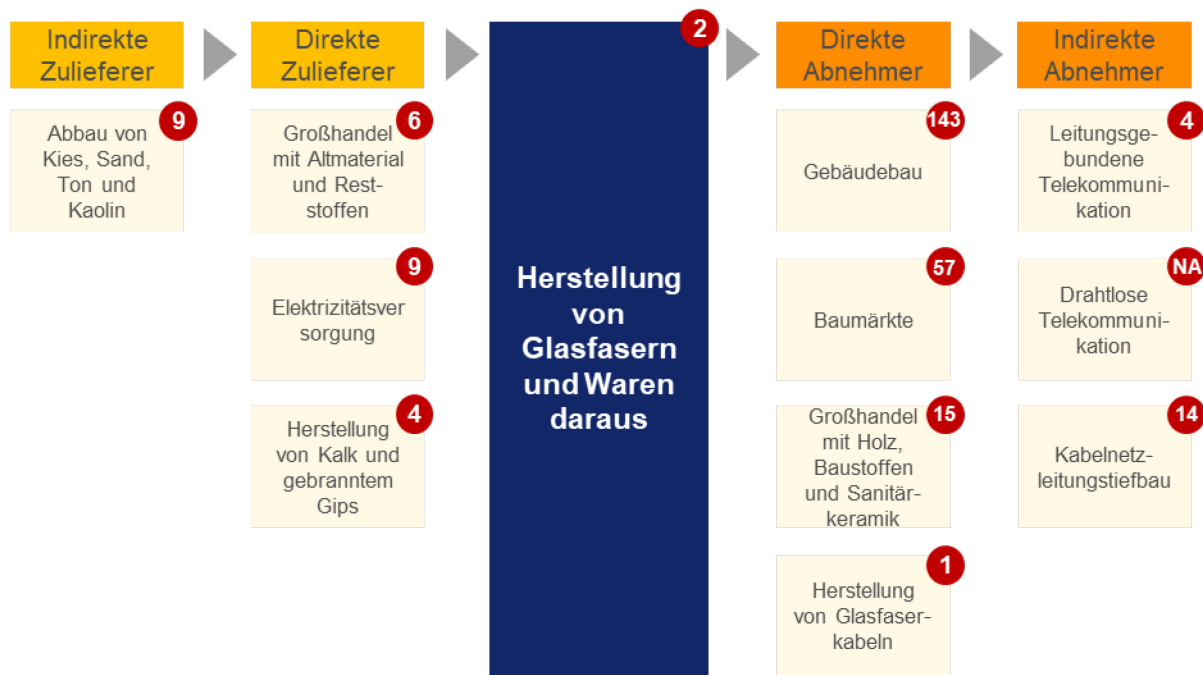 Indirekte
Zulieferer
Direkte
Zulieferer
2
Direkte
Abnehmer
Indirekte
Abnehmer
9
Abbau von
Kies, Sand,
Ton und
Kaolin
6
Großhandel
mit Altmaterial
und Rest-
stoffen
9
Elektrizitätsver
sorgung
4
Herstellung
von Kalk und
gebranntem
Gips
Herstellung
von
Glasfasern
und Waren
daraus
143
Gebäudebau
57
Baumärkte
15
Großhandel
mit Holz,
Baustoffen
und Sanitär-
keramik
1
Herstellung
von Glasfaser-
kabeln
4
Leitungsge-
bundene
Telekommuni-
kation
NA
Drahtlose
Telekommuni-
kation
14
Kabelnetz-
leitungstiefbau